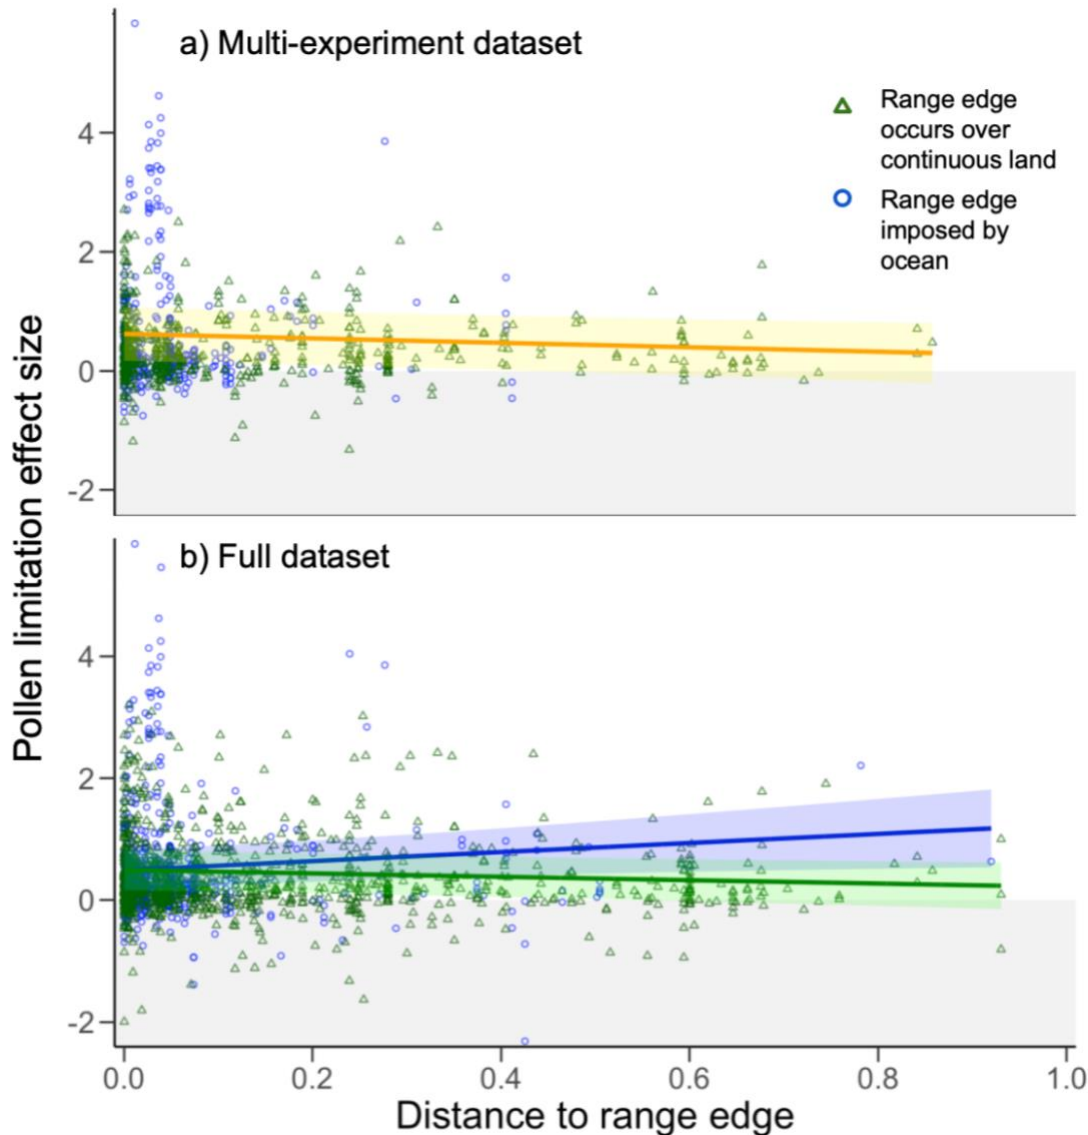 a) Multi-experiment dataset
Range edge
occurs over
continuous land
Range edge
imposed by
ocean
4
2
0
-2
Pollen limitation effect size
b) Full dataset
4
2
0
-2
0.0 0.2 0.4 0.6 0.8 1.0
Distance to range edge